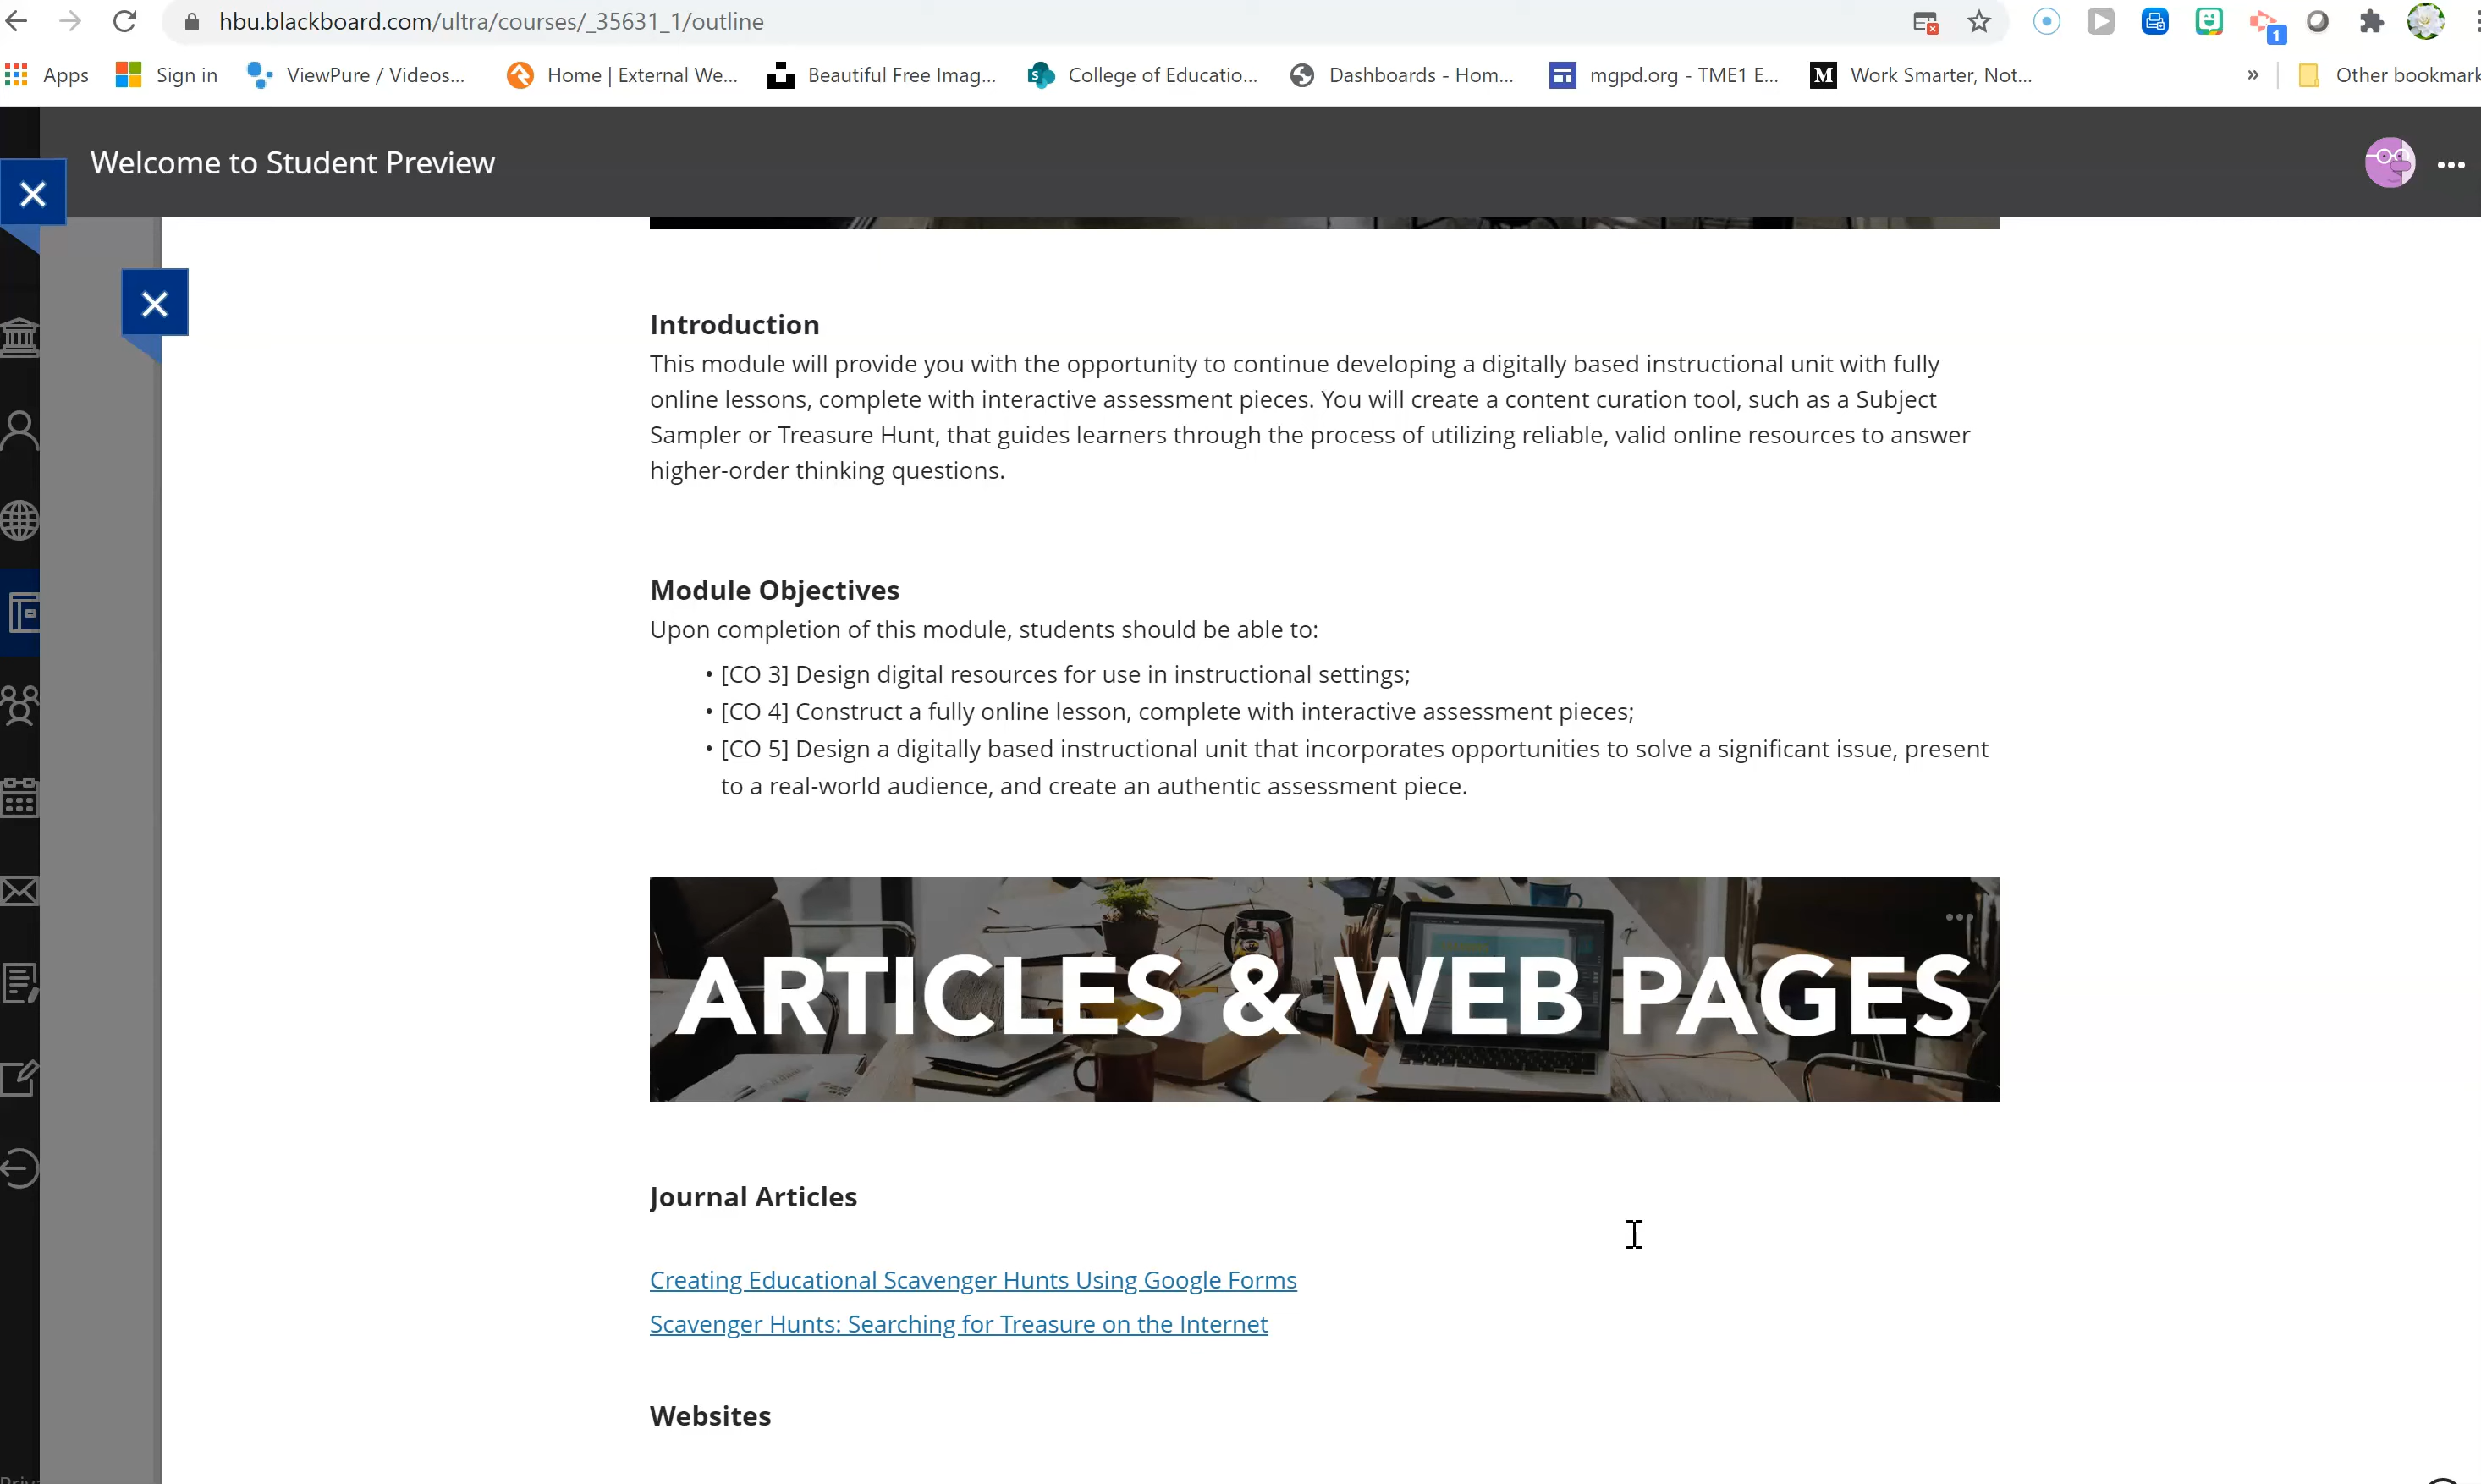 hbu.blackboard.com/ultra/courses/_35631_1/outline
1
Apps Sign in ViewPure / Videos... Home | External We... Beautiful Free Imag... College of Educatio... Dashboards - Hom... mgpd.org - TME1 E... Work Smarter, Not... » Other bookmark
Welcome to Student Preview
Introduction
This module will provide you with the opportunity to continue developing a digitally based instructional unit with fully
online lessons, complete with interactive assessment pieces. You will create a content curation tool, such as a Subject
Sampler or Treasure Hunt, that guides learners through the process of utilizing reliable, valid online resources to answer
higher-order thinking questions.
Module Objectives
Upon completion of this module, students should be able to:
• [CO 3] Design digital resources for use in instructional settings;
• [CO 4] Construct a fully online lesson, complete with interactive assessment pieces;
• [CO 5] Design a digitally based instructional unit that incorporates opportunities to solve a significant issue, present
to a real-world audience, and create an authentic assessment piece.
ARTICLES & WEB PAGES
Journal Articles
Creating Educational Scavenger Hunts Using Google Forms
Scavenger Hunts: Searching for Treasure on the Internet
Websites